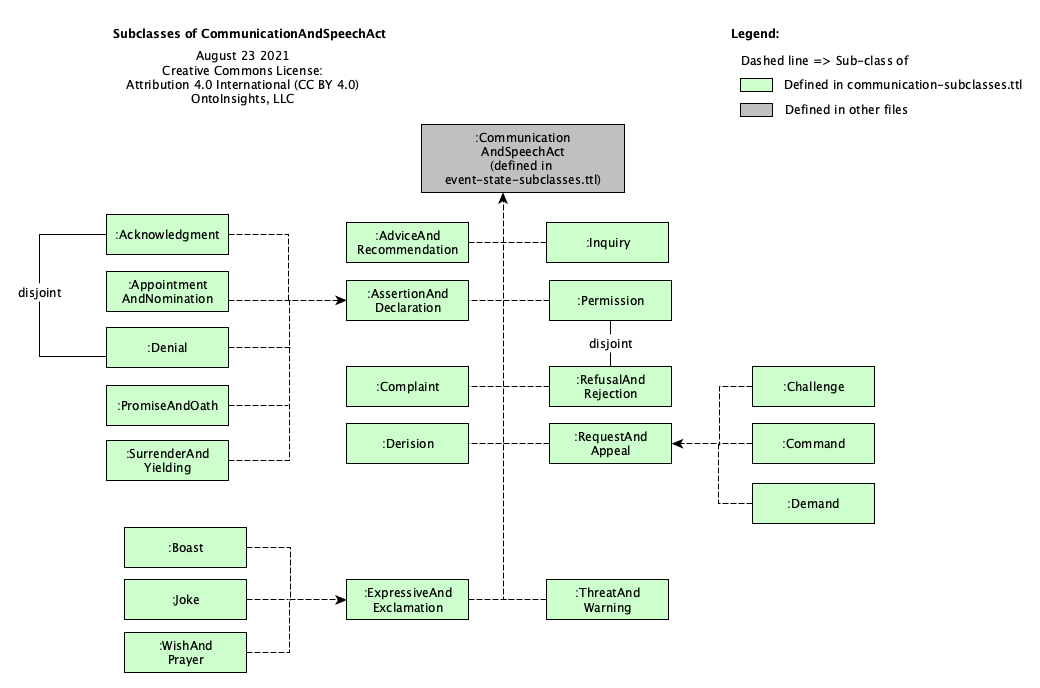 Subclasses of CommunicationAndSpeechAct
August 23 2021
Creative Commons License:
Attribution 4.0 International (CC BY 4.0)
OntoInsights, LLC
Legend:
Dashed line => Sub-class of
Defined in communication-subclasses.ttl
Defined in other files
:Communication
AndSpeechAct
(defined in
event-state-subclasses.ttl)
:Acknowledgment
:Appointment
AndNomination
disjoint
:Denial
:PromiseAndOath
:SurrenderAnd
Yielding
:AdviceAnd
Recommendation
:Inquiry
:AssertionAnd
Declaration
:Permission
disjoint
:Complaint
:RefusalAnd
Rejection
:Derision
:RequestAnd
Appeal
:Challenge
:Command
:Demand
:Boast
:Joke
:WishAnd
Prayer
:ExpressiveAnd
Exclamation
:ThreatAnd
Warning